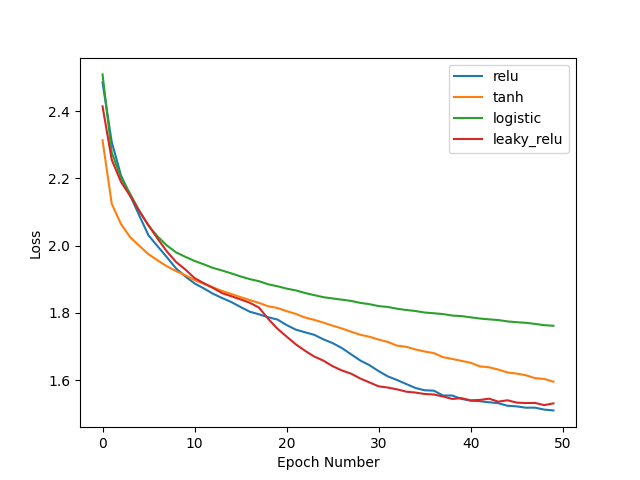 relu
tanh
logistic
leaky_relu
2.4
2.2
2.0
1.8
1.6
Loss
0 10 20 30 40 50
Epoch Number